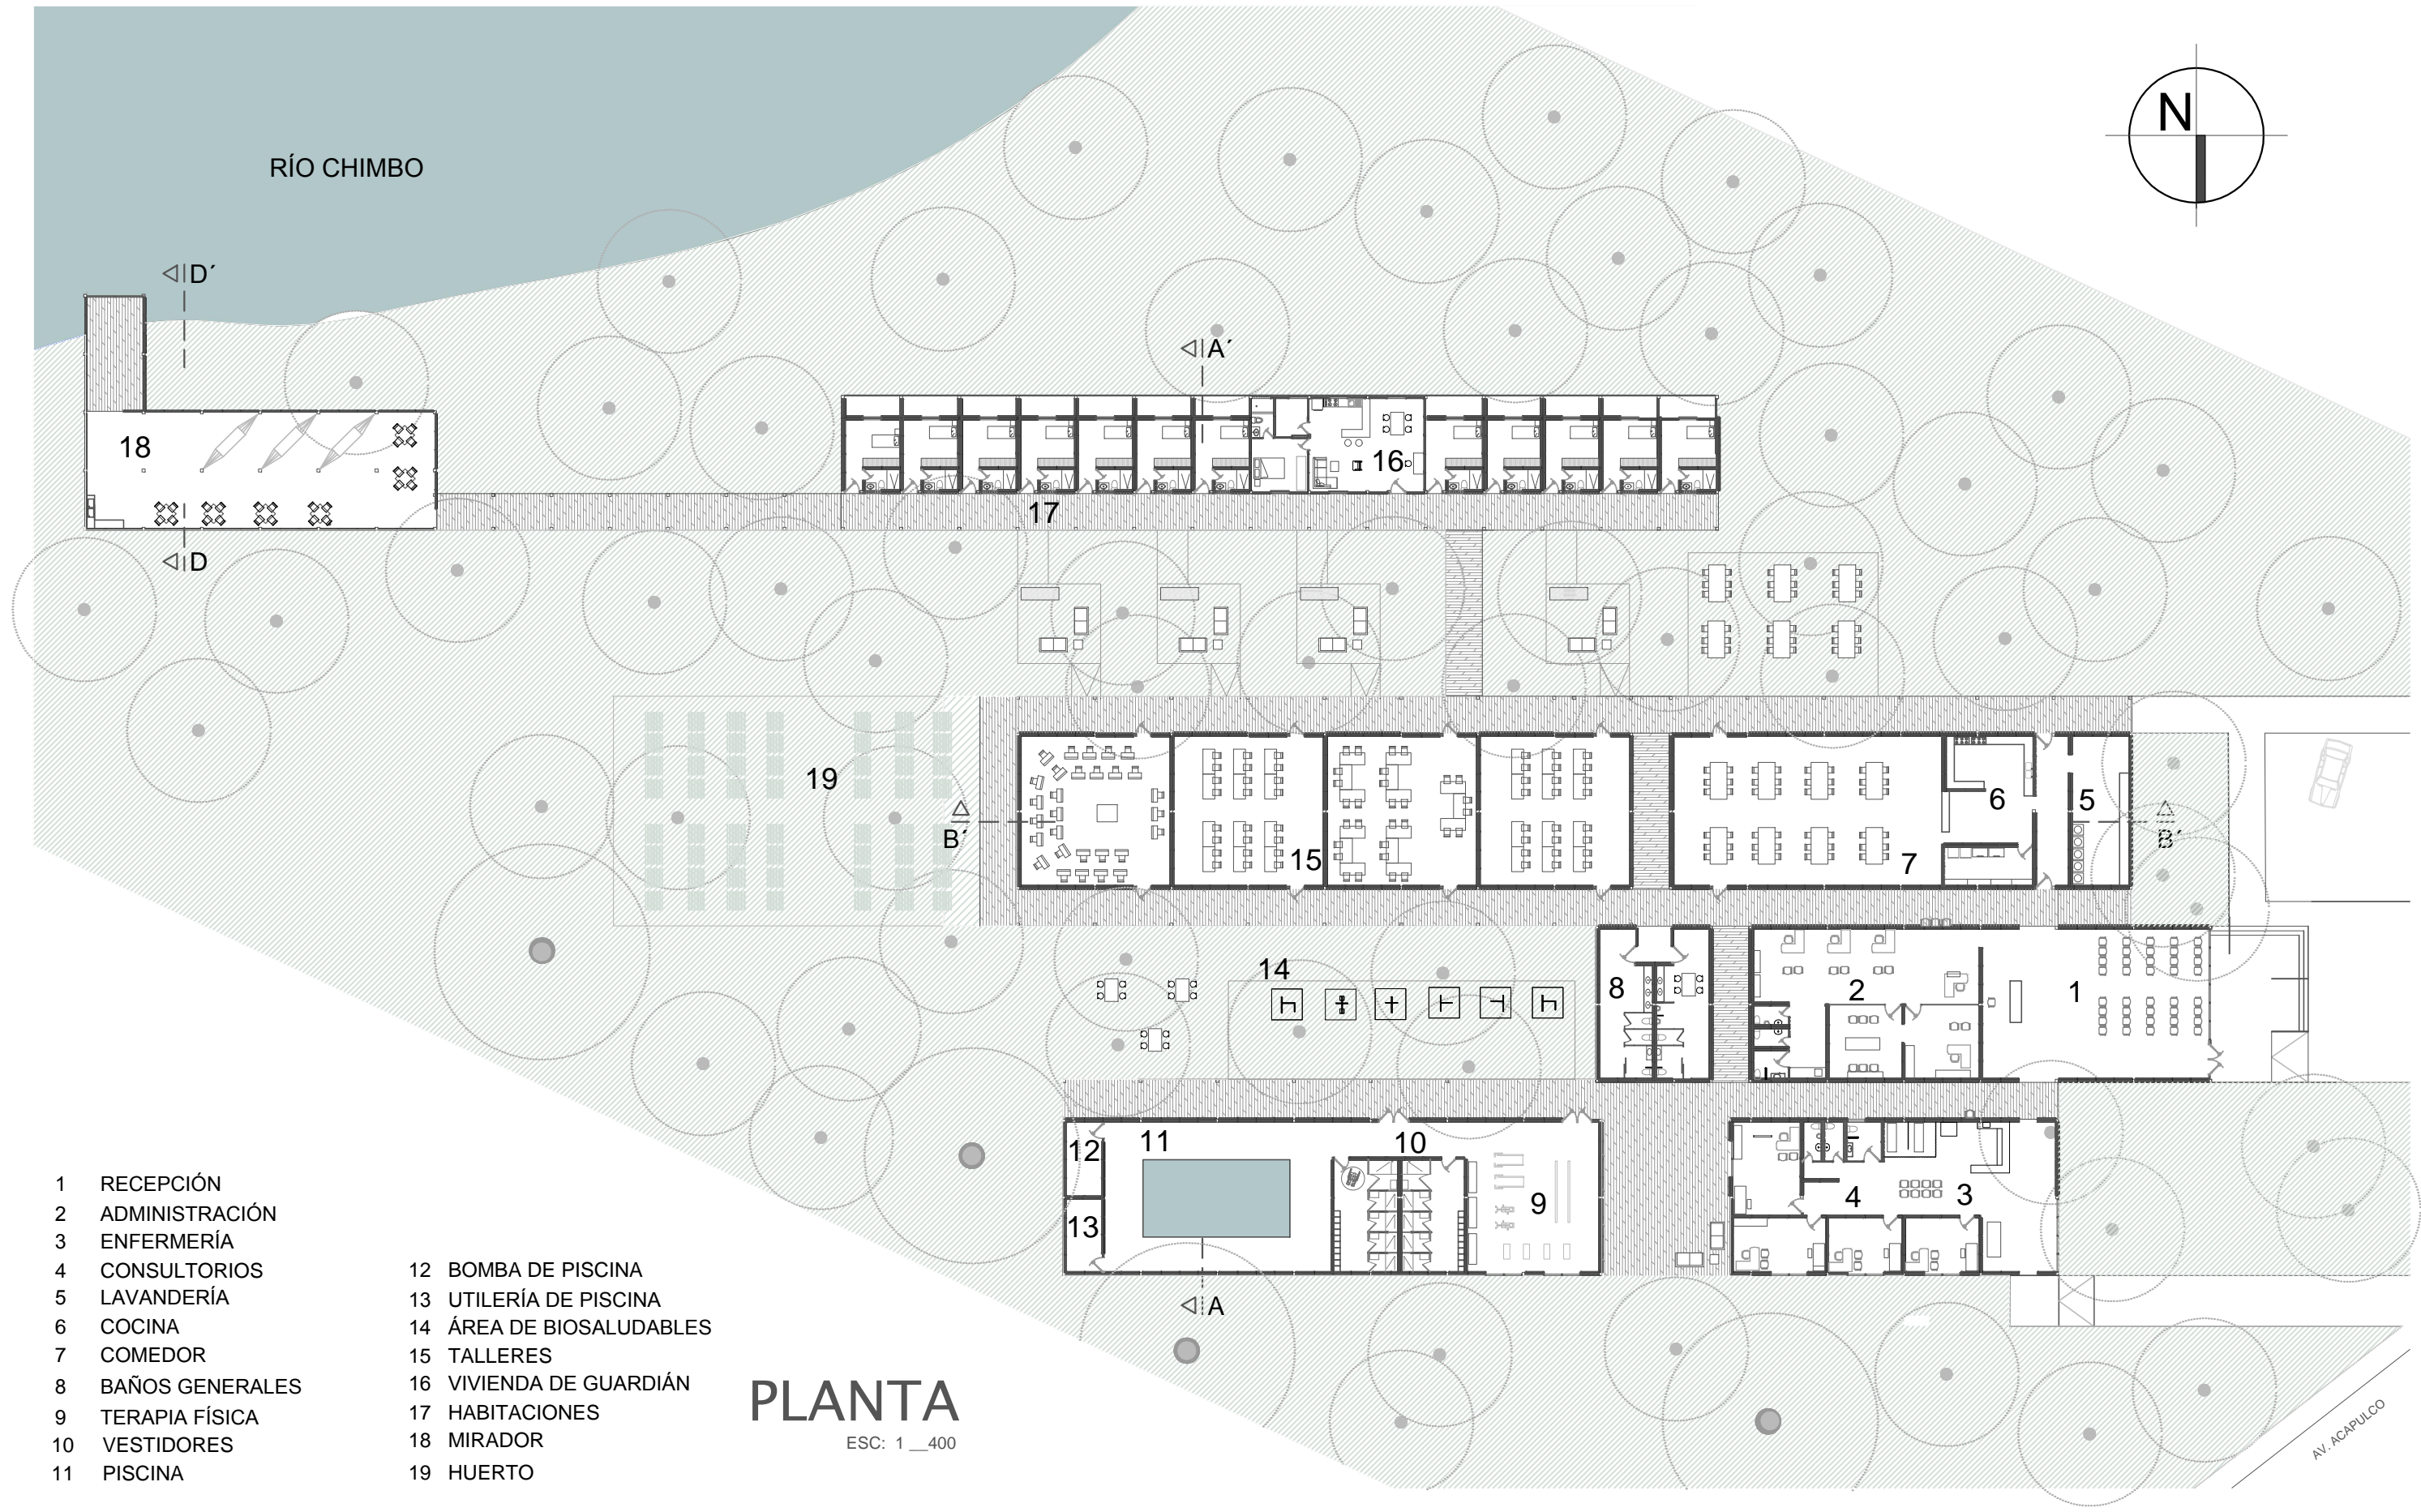 N
RÍO CHIMBO
D´
A´
18
16
17
D
19
B´
15
6
5
7
B´
14
8
2
1
12
11
10
13
9
4
3
A
1 RECEPCIÓN
2 ADMINISTRACIÓN
3 ENFERMERÍA
4 CONSULTORIOS
5 LAVANDERÍA
6 COCINA
7 COMEDOR
8 BAÑOS GENERALES
9 TERAPIA FÍSICA
10 VESTIDORES
11 PISCINA
12 BOMBA DE PISCINA
13 UTILERÍA DE PISCINA
14 ÁREA DE BIOSALUDABLES
15 TALLERES
16 VIVIENDA DE GUARDIÁN
17 HABITACIONES
18 MIRADOR
19 HUERTO
PLANTA
ESC: 1 __400
AV. ACAPULCO